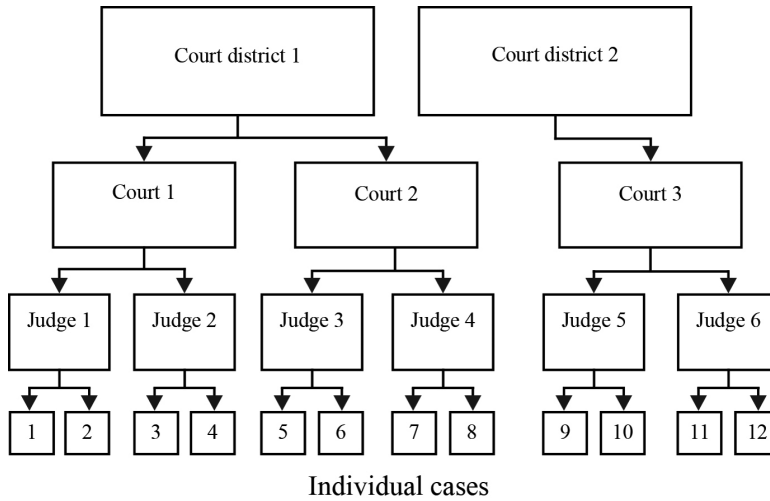 Court district 1
Court district 2
Court 1
Court 2
Court 3
Judge 1
Judge 2
Judge 3
Judge 4
Judge 5
Judge 6
1
2
3
4
5
6
7
8
9
10
11
12
Individual cases